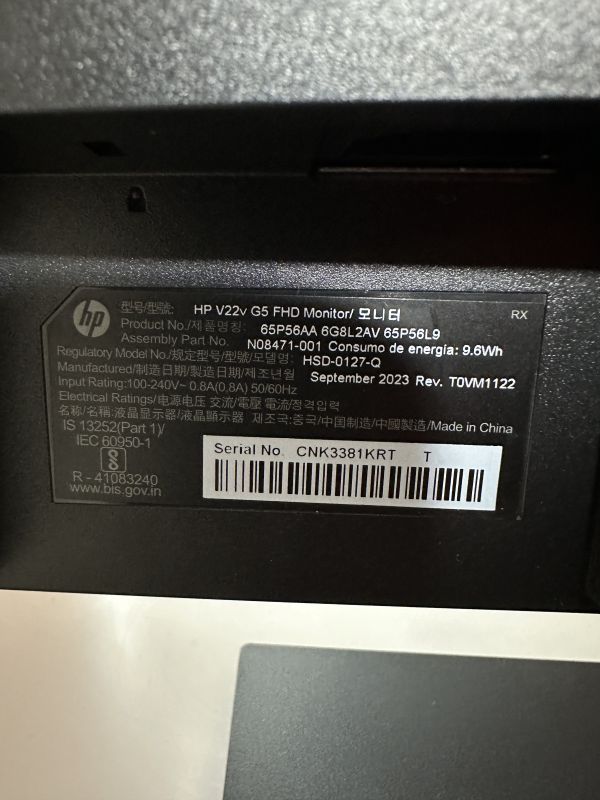 hp
型号/型號: HP V22v G5 FHD Monitor/ 모니터 RX
Product No./제품명칭: 65P56AA 6G8L2AV 65P56L9
Assembly Part No. N08471-001 Consumo de energía: 9.6Wh
Regulatory Model No./规定型号/型號/모델명: HSD-0127-Q
Manufactured/制造日期/製造日期/제조년월 September 2023 Rev. T0VM1122
Input Rating:100-240V~ 0.8A(0.8A) 50/60Hz
Electrical Ratings/电源电压 交流/電壓 電流/정격입력
名称/名稱:液晶显示器/液晶顯示器 제조국:중국/中国制造/中國製造/Made in China
IS 13252(Part 1)/
IEC 60950-1
R - 41083240
www.bis.gov.in
Serial No. CNK3381KRT T